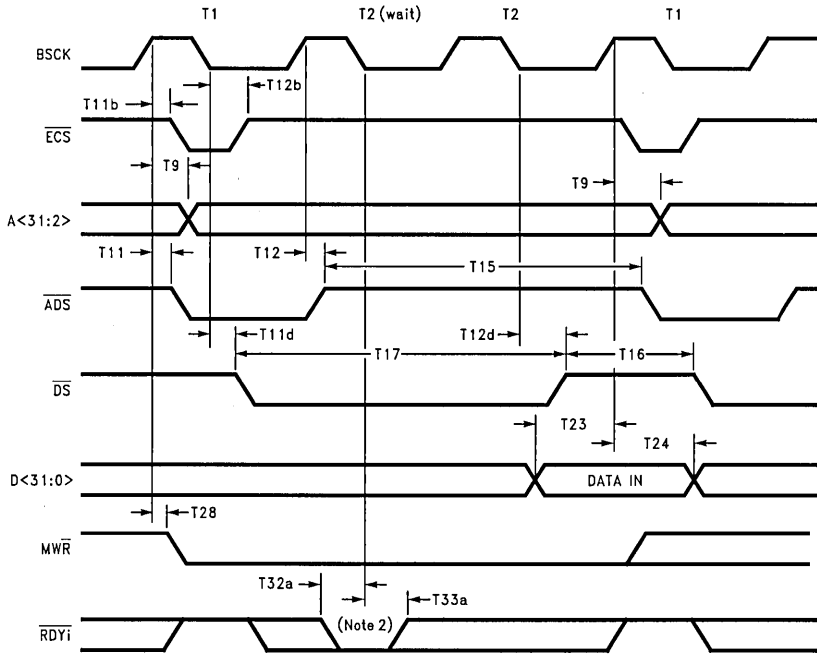 T1 T2 (wait) T2 T1
BSCK
T12b
T11b
ECS
T9
T9
A<31:2>
T11 T12
T15
ADS
T11d T12d
T17 T16
DS
T23
T24
D<31:0> DATA IN
T28
MWR
T32a
T33a
(Note 2)
RDYi